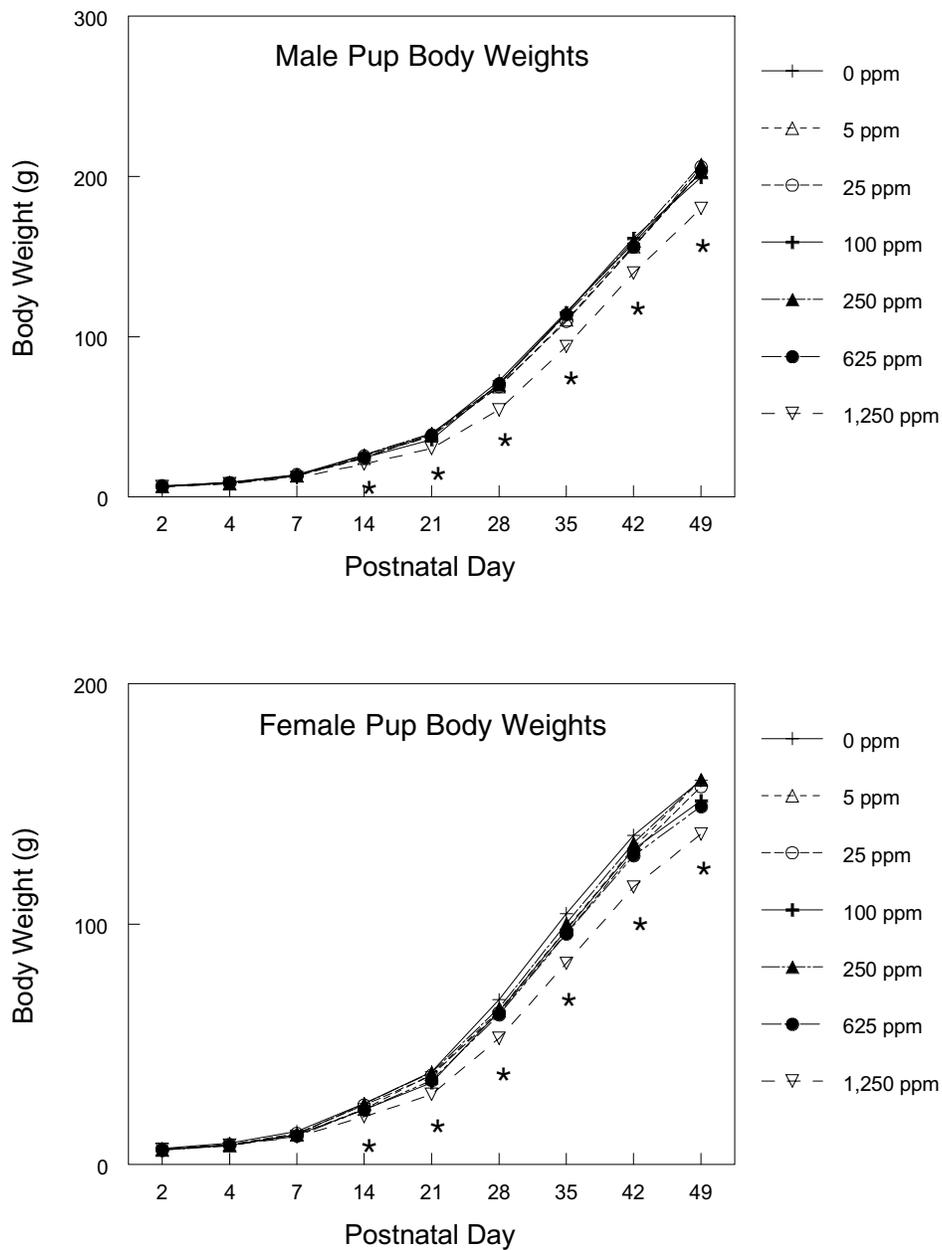 Male Pup Body Weights
Body Weight (g)
300
200
100
0
2 4 7 14 21 28 35 42 49
Postnatal Day
0 ppm
5 ppm
25 ppm
100 ppm
250 ppm
625 ppm
1,250 ppm
* * * * * *
Female Pup Body Weights
Body Weight (g)
200
100
0
2 4 7 14 21 28 35 42 49
Postnatal Day
0 ppm
5 ppm
25 ppm
100 ppm
250 ppm
625 ppm
1,250 ppm
* * * * * *